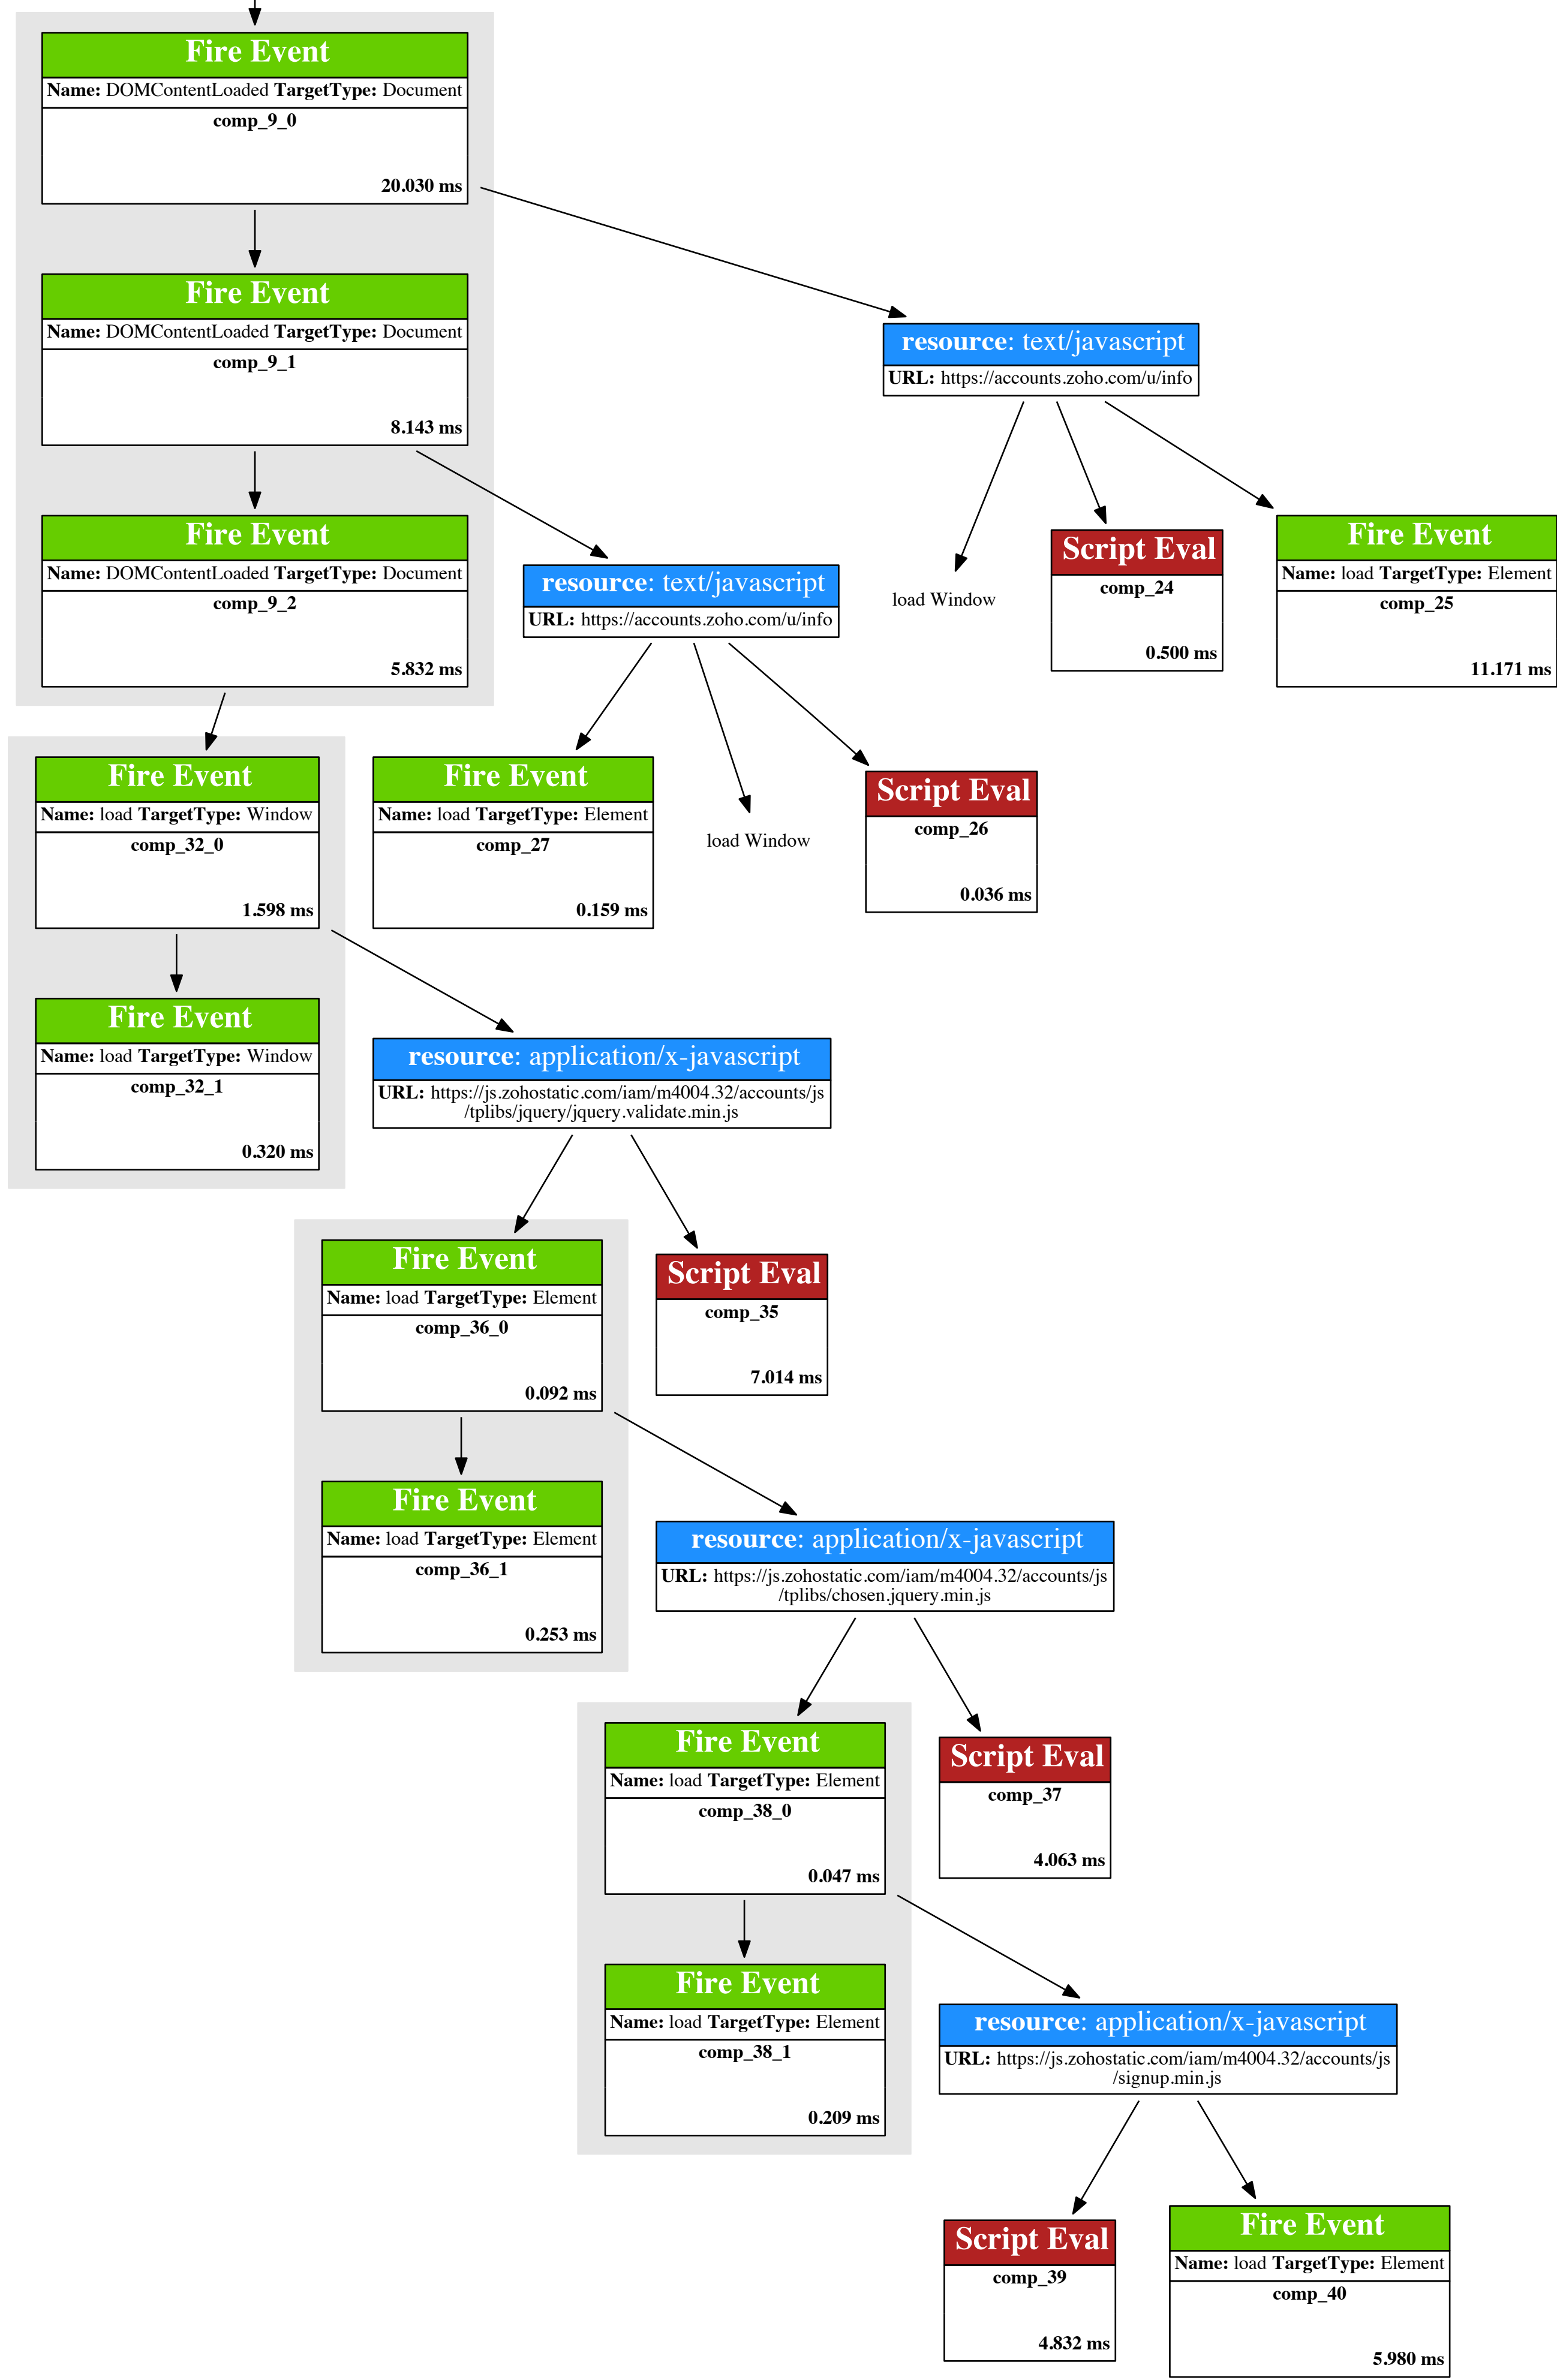 Fire Event
Name: DOMContentLoaded TargetType: Document
comp_9_0
20.030 ms
Fire Event
Name: DOMContentLoaded TargetType: Document
comp_9_1
8.143 ms
resource: text/javascript
URL: https://accounts.zoho.com/u/info
Fire Event
Name: DOMContentLoaded TargetType: Document
comp_9_2
5.832 ms
resource: text/javascript
URL: https://accounts.zoho.com/u/info
load Window
Script Eval
comp_24
0.500 ms
Fire Event
Name: load TargetType: Element
comp_25
11.171 ms
Fire Event
Name: load TargetType: Window
comp_32_0
1.598 ms
Fire Event
Name: load TargetType: Element
comp_27
0.159 ms
load Window
Script Eval
comp_26
0.036 ms
Fire Event
Name: load TargetType: Window
comp_32_1
0.320 ms
resource: application/x-javascript
URL: https://js.zohostatic.com/iam/m4004.32/accounts/js
/tplibs/jquery/jquery.validate.min.js
Fire Event
Name: load TargetType: Element
comp_36_0
0.092 ms
Script Eval
comp_35
7.014 ms
Fire Event
Name: load TargetType: Element
comp_36_1
0.253 ms
resource: application/x-javascript
URL: https://js.zohostatic.com/iam/m4004.32/accounts/js
/tplibs/chosen.jquery.min.js
Fire Event
Name: load TargetType: Element
comp_38_0
0.047 ms
Script Eval
comp_37
4.063 ms
Fire Event
Name: load TargetType: Element
comp_38_1
0.209 ms
resource: application/x-javascript
URL: https://js.zohostatic.com/iam/m4004.32/accounts/js
/signup.min.js
Script Eval
comp_39
4.832 ms
Fire Event
Name: load TargetType: Element
comp_40
5.980 ms